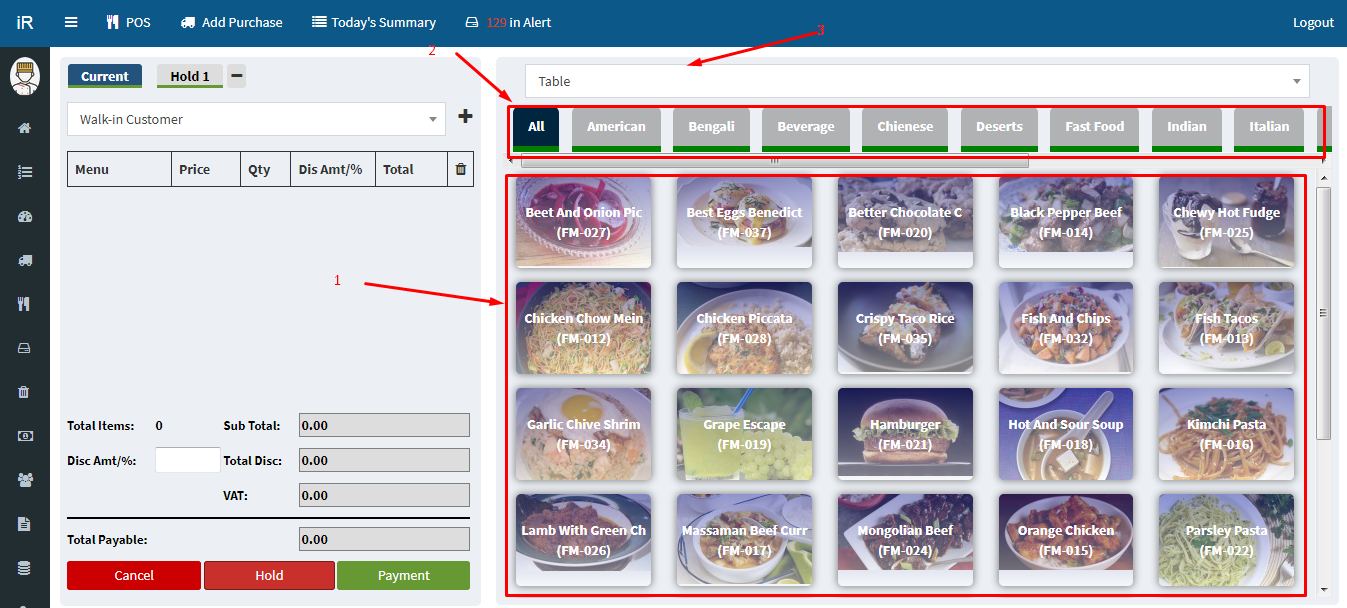 iR POS Add Purchase Today's Summary 129 in Alert Logout
2
3
1
Current Hold 1
Walk-in Customer
Menu Price Qty Dis Amt/% Total
Total Items: 0 Sub Total: 0.00
Disc Amt/%: Total Disc: 0.00
VAT: 0.00
Total Payable: 0.00
Cancel Hold Payment
Table
All American Bengali Beverage Chienese Deserts Fast Food Indian Italian
Beet And Onion Pic
(FM-027)
Best Eggs Benedict
(FM-037)
Better Chocolate C
(FM-020)
Black Pepper Beef
(FM-014)
Chewy Hot Fudge
(FM-025)
Chicken Chow Mein
(FM-012)
Chicken Piccata
(FM-028)
Crispy Taco Rice
(FM-035)
Fish And Chips
(FM-032)
Fish Tacos
(FM-013)
Garlic Chive Shrim
(FM-034)
Grape Escape
(FM-019)
Hamburger
(FM-021)
Hot And Sour Soup
(FM-018)
Kimchi Pasta
(FM-016)
Lamb With Green Ch
(FM-026)
Massaman Beef Curr
(FM-017)
Mongolian Beef
(FM-024)
Orange Chicken
(FM-015)
Parsley Pasta
(FM-022)